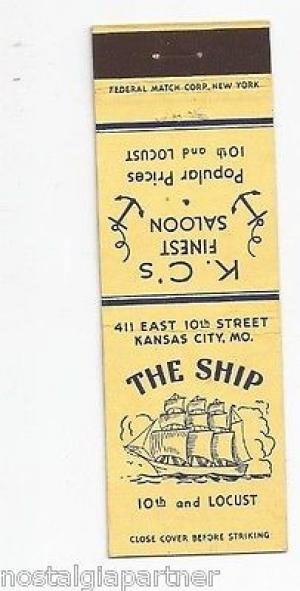 FEDERAL MATCH CORP., NEW YORK
K.C's
FINEST
SALOON
Popular Prices
10th and LOCUST
411 EAST 10th STREET
KANSAS CITY, MO.
THE SHIP
10th and LOCUST
CLOSE COVER BEFORE STRIKING
nostalgiapartner